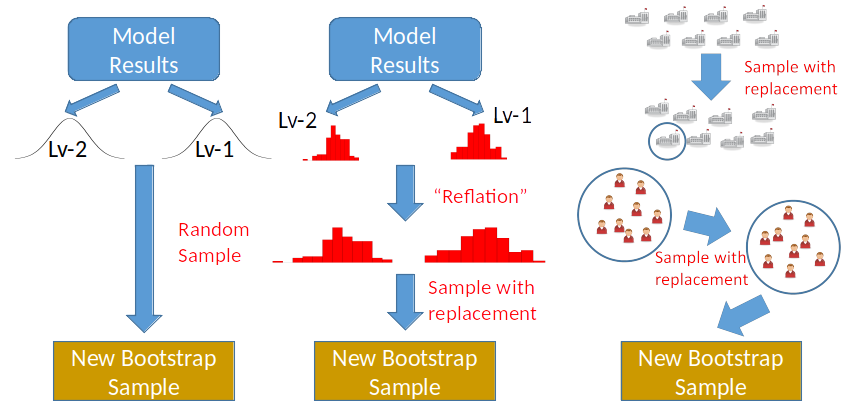 Model
Results
Lv-2
Lv-1
Random
Sample
New Bootstrap
Sample
Model
Results
Lv-2
Lv-1
“Reflation”
Sample with
replacement
New Bootstrap
Sample
Sample with
replacement
Sample with
replacement
New Bootstrap
Sample